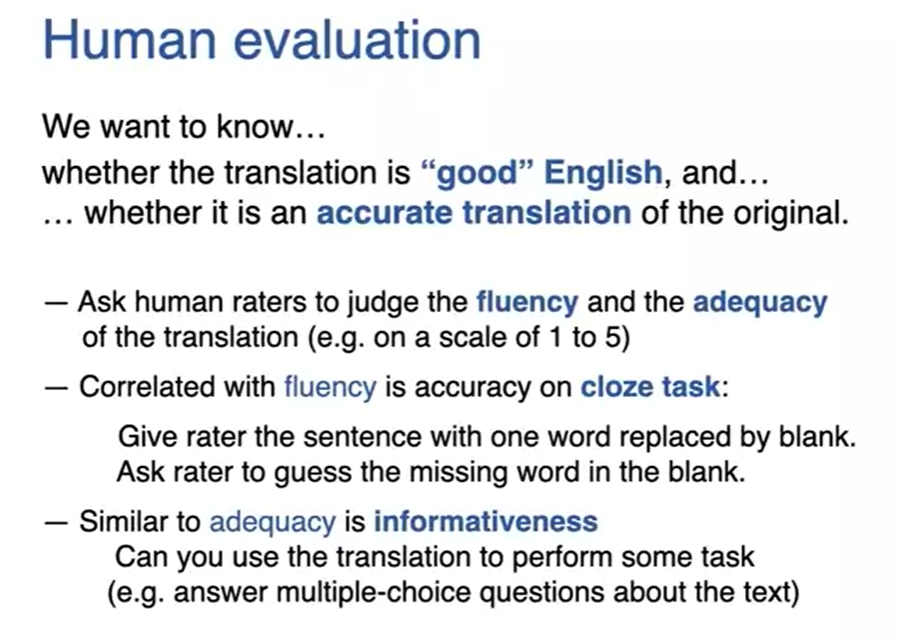 Human evaluation
We want to know…
whether the translation is “good” English, and…
… whether it is an accurate translation of the original.
— Ask human raters to judge the fluency and the adequacy
of the translation (e.g. on a scale of 1 to 5)
— Correlated with fluency is accuracy on cloze task:
Give rater the sentence with one word replaced by blank.
Ask rater to guess the missing word in the blank.
— Similar to adequacy is informativeness
Can you use the translation to perform some task
(e.g. answer multiple-choice questions about the text)